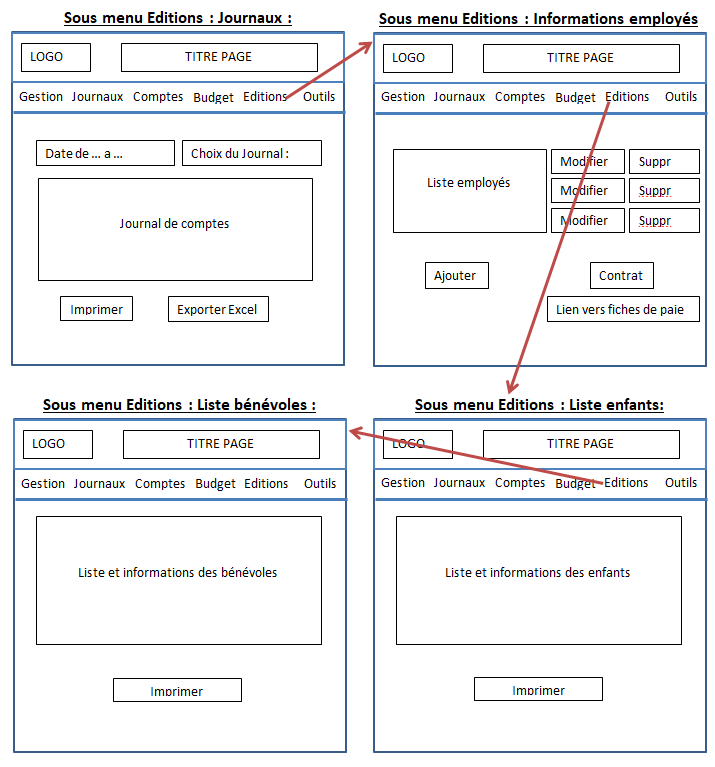 Sous menu Editions : Journaux :
LOGO
TITRE PAGE
Gestion Journaux Comptes Budget Editions Outils
Date de ... a ...
Choix du Journal :
Journal de comptes
Imprimer
Exporter Excel
Sous menu Editions : Informations employés
LOGO
TITRE PAGE
Gestion Journaux Comptes Budget Editions Outils
Liste employés
Modifier Suppr
Modifier Suppr
Modifier Suppr
Ajouter
Contrat
Lien vers fiches de paie
Sous menu Editions : Liste bénévoles :
LOGO
TITRE PAGE
Gestion Journaux Comptes Budget Editions Outils
Liste et informations des bénévoles
Imprimer
Sous menu Editions : Liste enfants:
LOGO
TITRE PAGE
Gestion Journaux Comptes Budget Editions Outils
Liste et informations des enfants
Imprimer